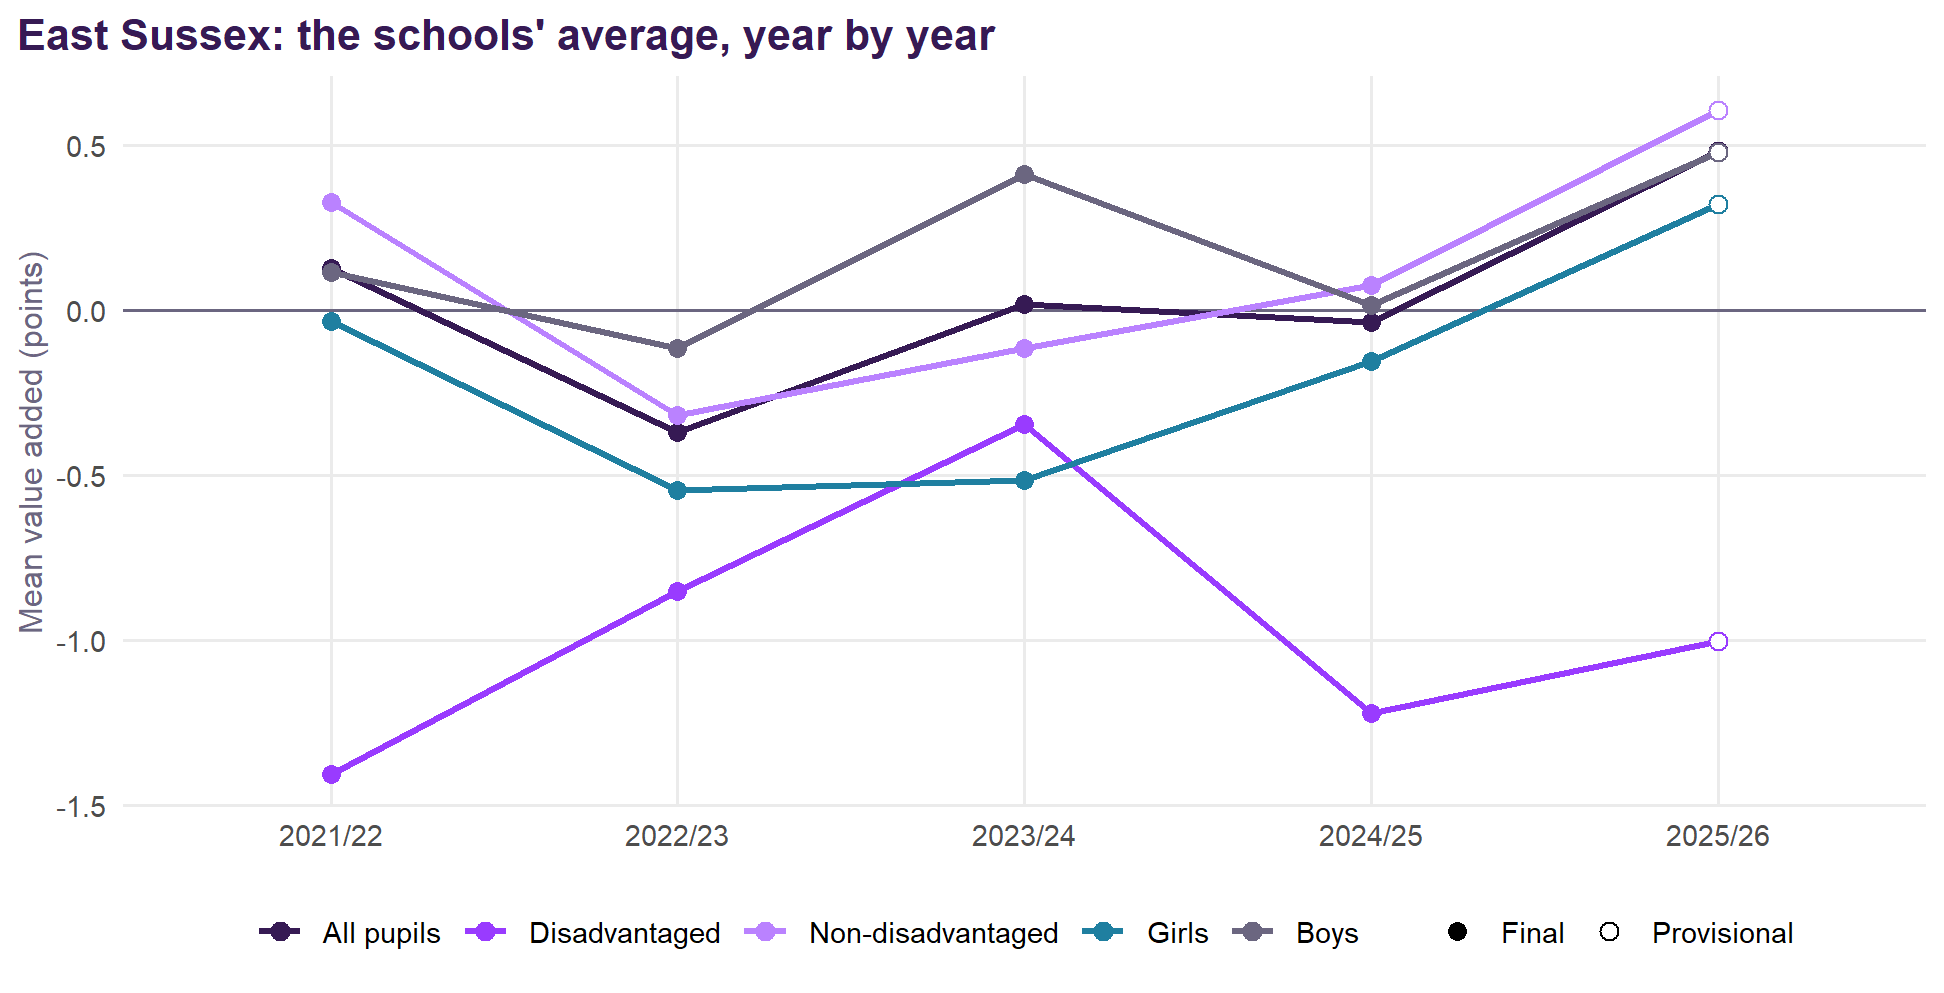 East Sussex: the schools' average, year by year
Mean value added (points)
0.5
0.0
-0.5
-1.0
-1.5
2021/22 2022/23 2023/24 2024/25 2025/26
All pupils Disadvantaged Non-disadvantaged Girls Boys Final Provisional